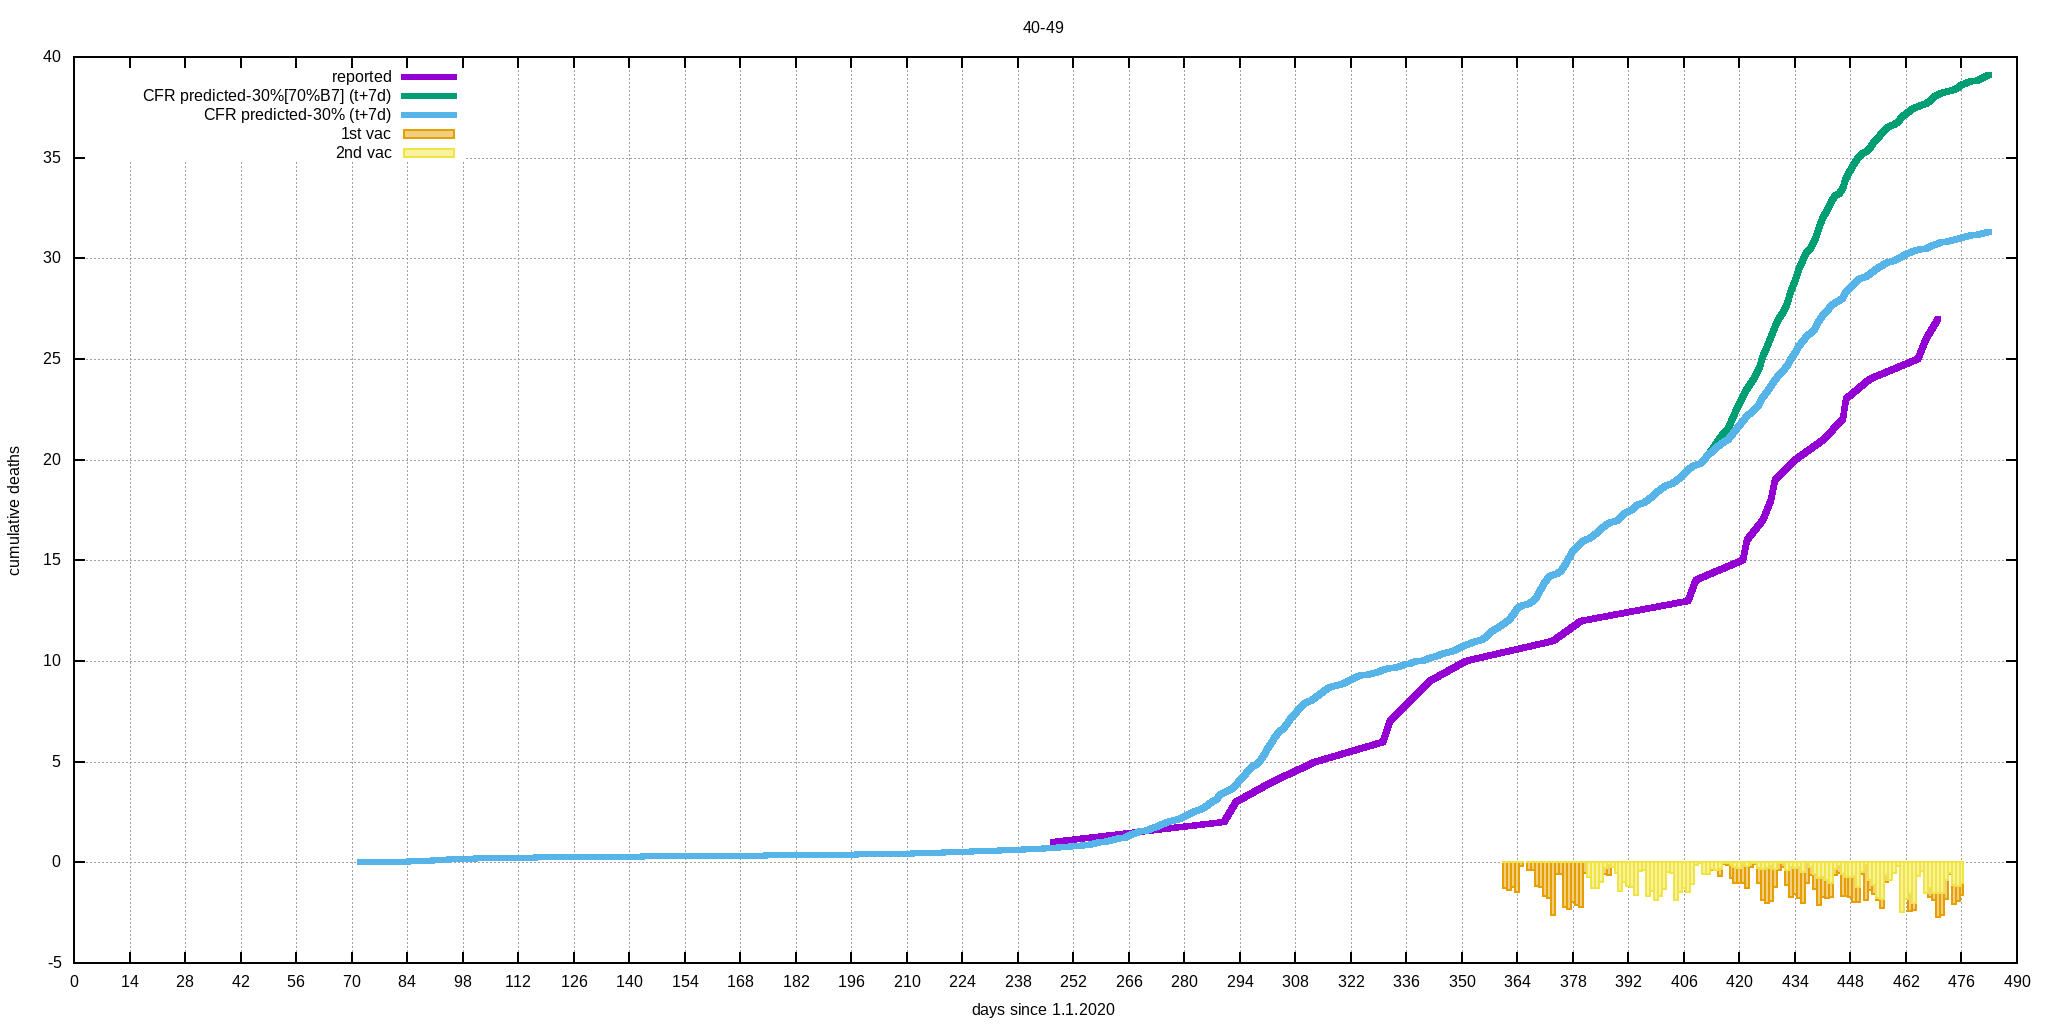 40-49
reported
CFR predicted-30%[70%B7] (t+7d)
CFR predicted-30% (t+7d)
1st vac
2nd vac
40
35
30
25
20
15
10
5
0
-5
cumulative deaths
0 14 28 42 56 70 84 98 112 126 140 154 168 182 196 210 224 238 252 266 280 294 308 322 336 350 364 378 392 406 420 434 448 462 476 490
days since 1.1.2020